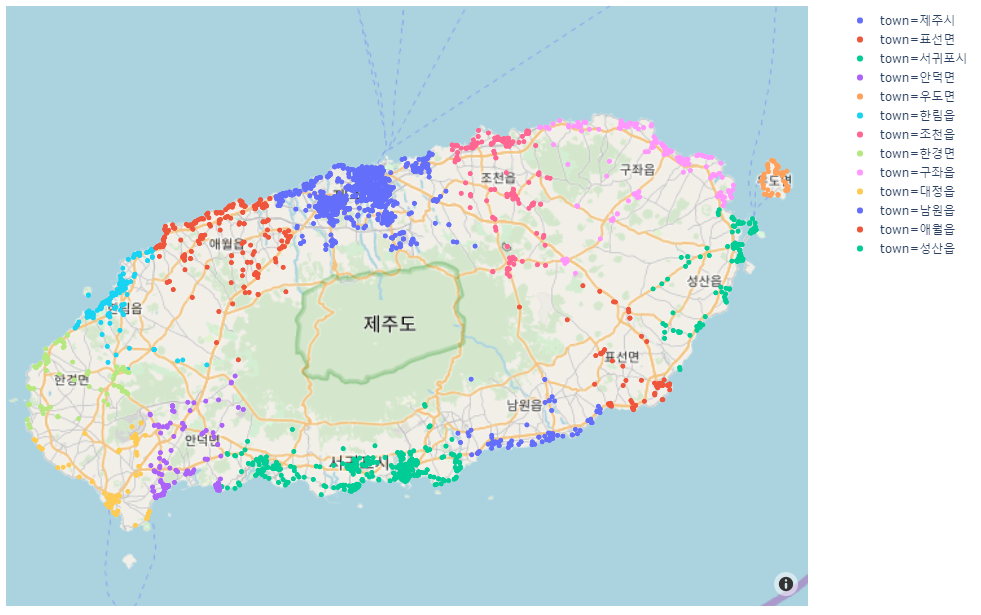 town=제주시
town=표선면
town=서귀포시
town=안덕면
town=우도면
town=한림읍
town=조천읍
town=한경면
town=구좌읍
town=대정읍
town=남원읍
town=애월읍
town=성산읍
구좌읍
조천읍
애월읍
성산읍
제주도
표선면
한경면
남원읍
안덕면
서귀포시